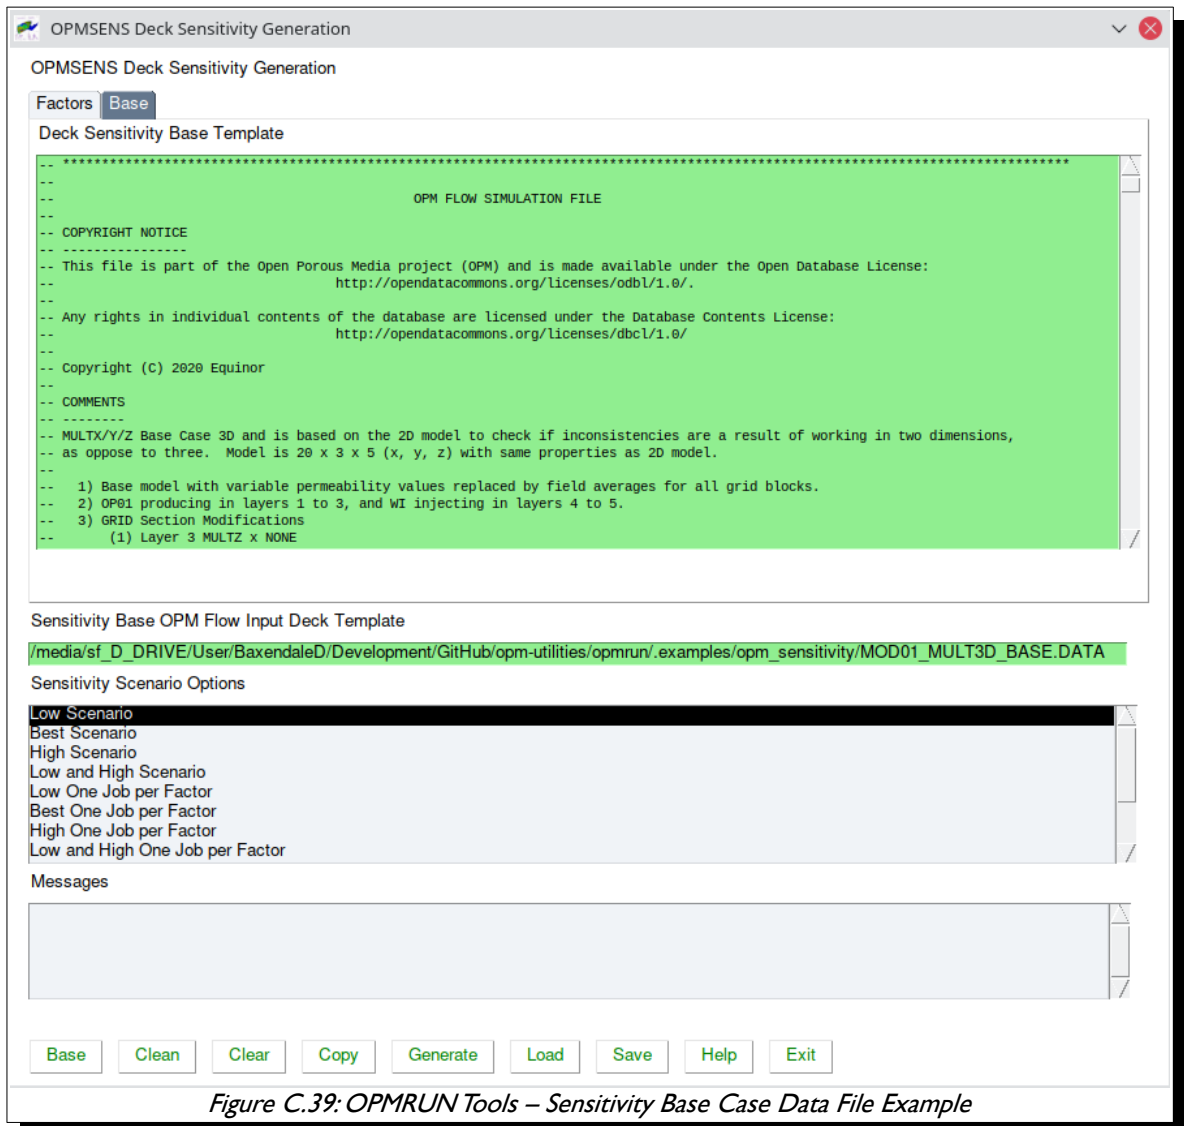 OPMSENS Deck Sensitivity Generation
OPMSENS Deck Sensitivity Generation
Factors Base
Deck Sensitivity Base Template
-- *********************************************************************************************************************************
--
-- OPM FLOW SIMULATION FILE
--
-- COPYRIGHT NOTICE
-- ----------------
-- This file is part of the Open Porous Media project (OPM) and is made available under the Open Database License:
-- http://opendatacommons.org/licenses/odbl/1.0/.
--
-- Any rights in individual contents of the database are licensed under the Database Contents License:
-- http://opendatacommons.org/licenses/dbcl/1.0/
--
-- Copyright (C) 2020 Equinor
--
-- COMMENTS
-- --------
-- MULTX/Y/Z Base Case 3D and is based on the 2D model to check if inconsistencies are a result of working in two dimensions,
-- as oppose to three. Model is 20 x 3 x 5 (x, y, z) with same properties as 2D model.
--
-- 1) Base model with variable permeability values replaced by field averages for all grid blocks.
-- 2) OP01 producing in layers 1 to 3, and WI injecting in layers 4 to 5.
-- 3) GRID Section Modifications
-- (1) Layer 3 MULTZ x NONE
Sensitivity Base OPM Flow Input Deck Template
/media/sf_D_DRIVE/User/BaxendaleD/Development/GitHub/opm-utilities/opmrun/.examples/opm_sensitivity/MOD01_MULT3D_BASE.DATA
Sensitivity Scenario Options
Low Scenario
Best Scenario
High Scenario
Low and High Scenario
Low One Job per Factor
Best One Job per Factor
High One Job per Factor
Low and High One Job per Factor
Messages
Base Clean Clear Copy Generate Load Save Help Exit
Figure C.39: OPMRUN Tools – Sensitivity Base Case Data File Example